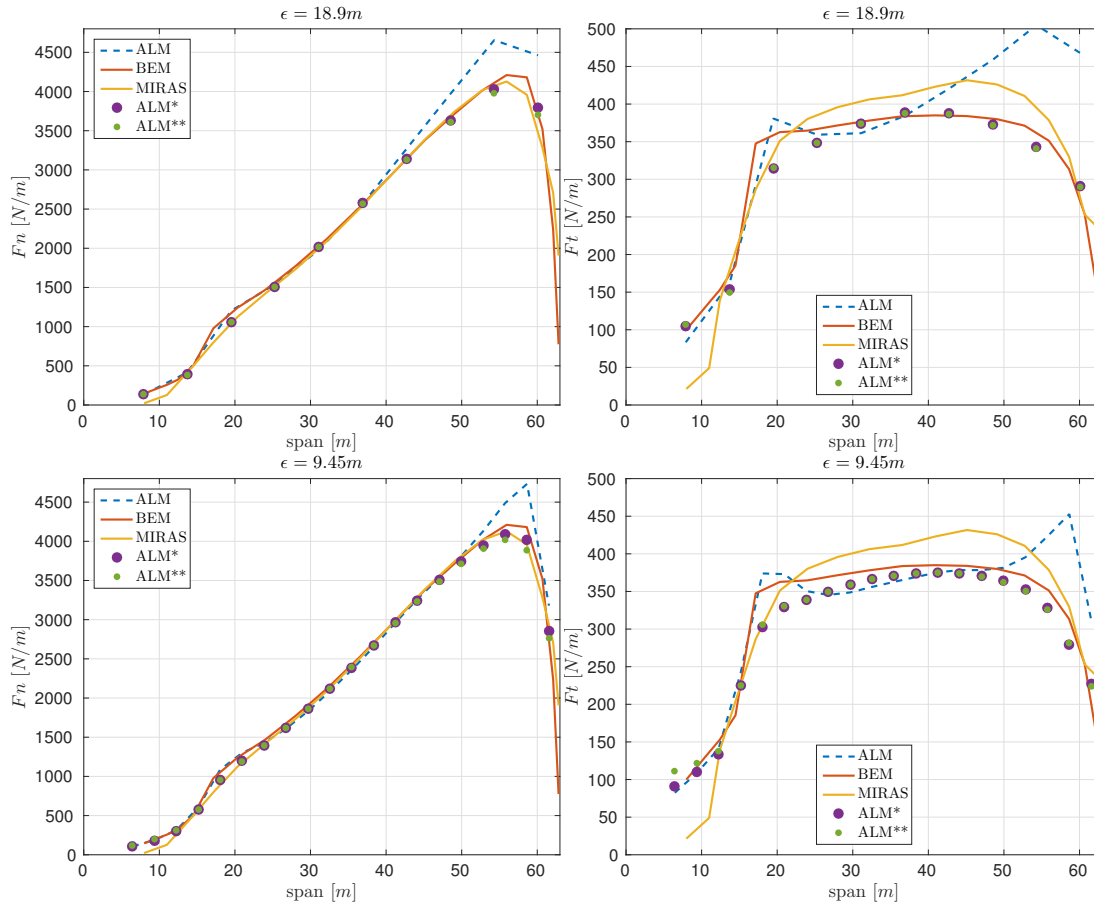 ϵ = 18.9m
Fn [N/m]
4500
4000
3500
3000
2500
2000
1500
1000
500
0
ALM
BEM
MIRAS
ALM*
ALM**
0 10 20 30 40 50 60
span [m]
ϵ = 18.9m
Ft [N/m]
500
450
400
350
300
250
200
150
100
50
0
ALM
BEM
MIRAS
ALM*
ALM**
0 10 20 30 40 50 60
span [m]
ϵ = 9.45m
Fn [N/m]
4500
4000
3500
3000
2500
2000
1500
1000
500
0
ALM
BEM
MIRAS
ALM*
ALM**
0 10 20 30 40 50 60
span [m]
ϵ = 9.45m
Ft [N/m]
500
450
400
350
300
250
200
150
100
50
0
ALM
BEM
MIRAS
ALM*
ALM**
0 10 20 30 40 50 60
span [m]